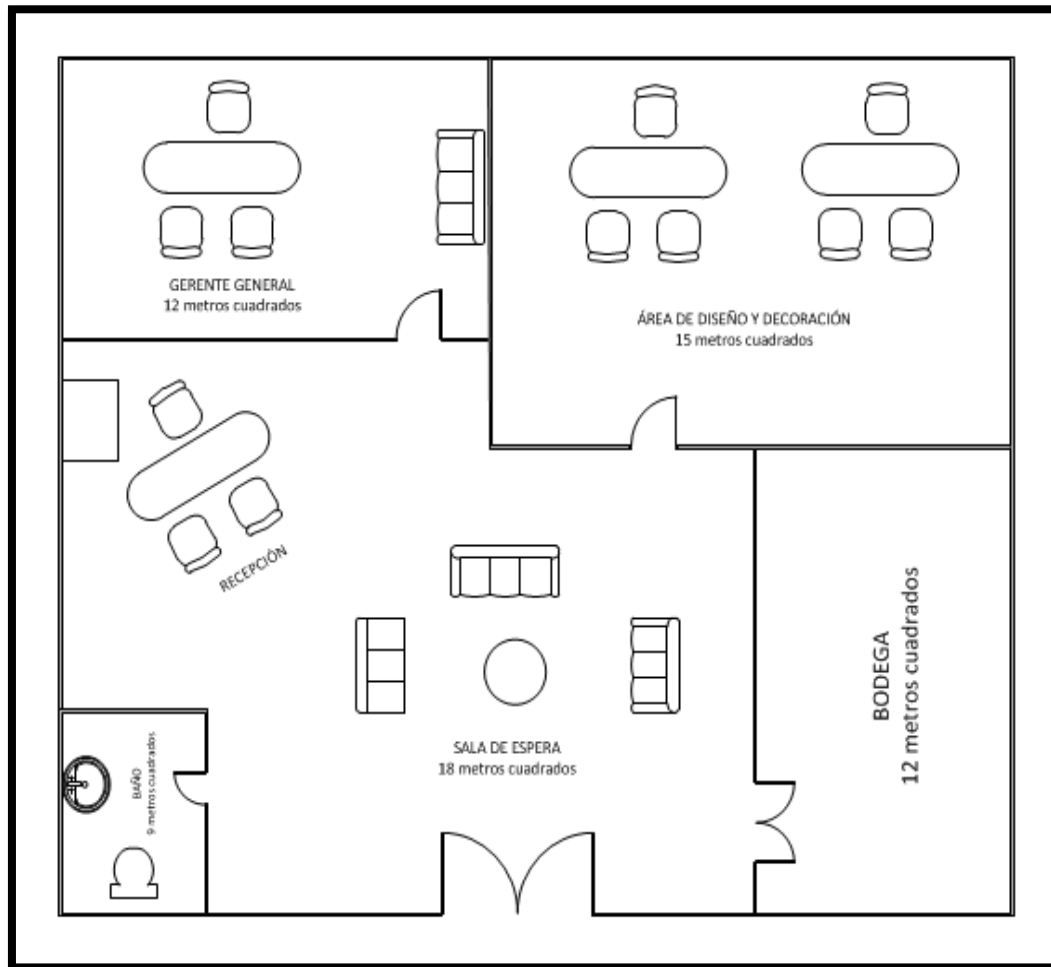 GERENTE GENERAL
12 metros cuadrados
ÁREA DE DISEÑO Y DECORACIÓN
15 metros cuadrados
RECEPCIÓN
SALA DE ESPERA
18 metros cuadrados
BODEGA
12 metros cuadrados
BAÑO
9 metros cuadrados